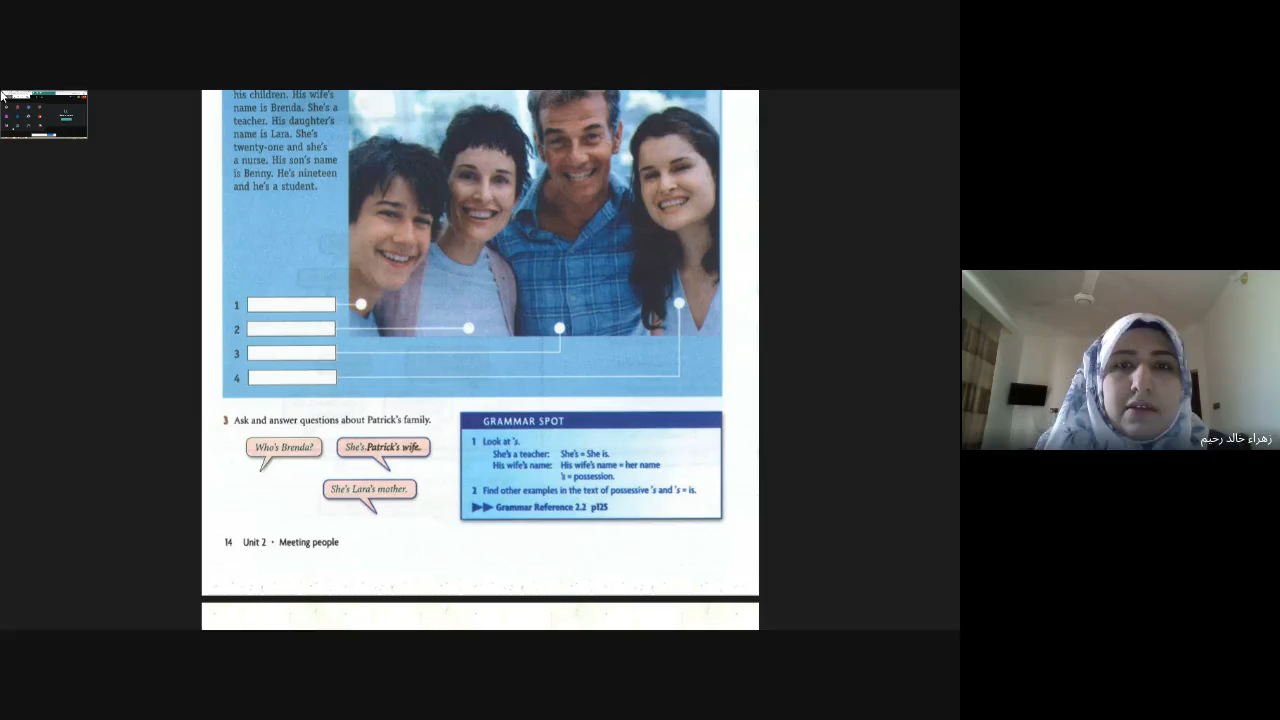 his children. His wife's
name is Brenda. She's a
teacher. His daughter's
name is Lara. She's
twenty-one and she's
a nurse. His son's name
is Benny. He's nineteen
and he's a student.
1
2
3
4
3 Ask and answer questions about Patrick's family.
Who's Brenda?
She's Patrick's wife.
She's Lara's mother.
GRAMMAR SPOT
1 Look at 's.
She's a teacher: She's = She is.
His wife's name: His wife's name = her name
's = possession.
2 Find other examples in the text of possessive 's and 's = is.
▶▶ Grammar Reference 2.2 p125
14 Unit 2 · Meeting people
زهراء خالد رحيم